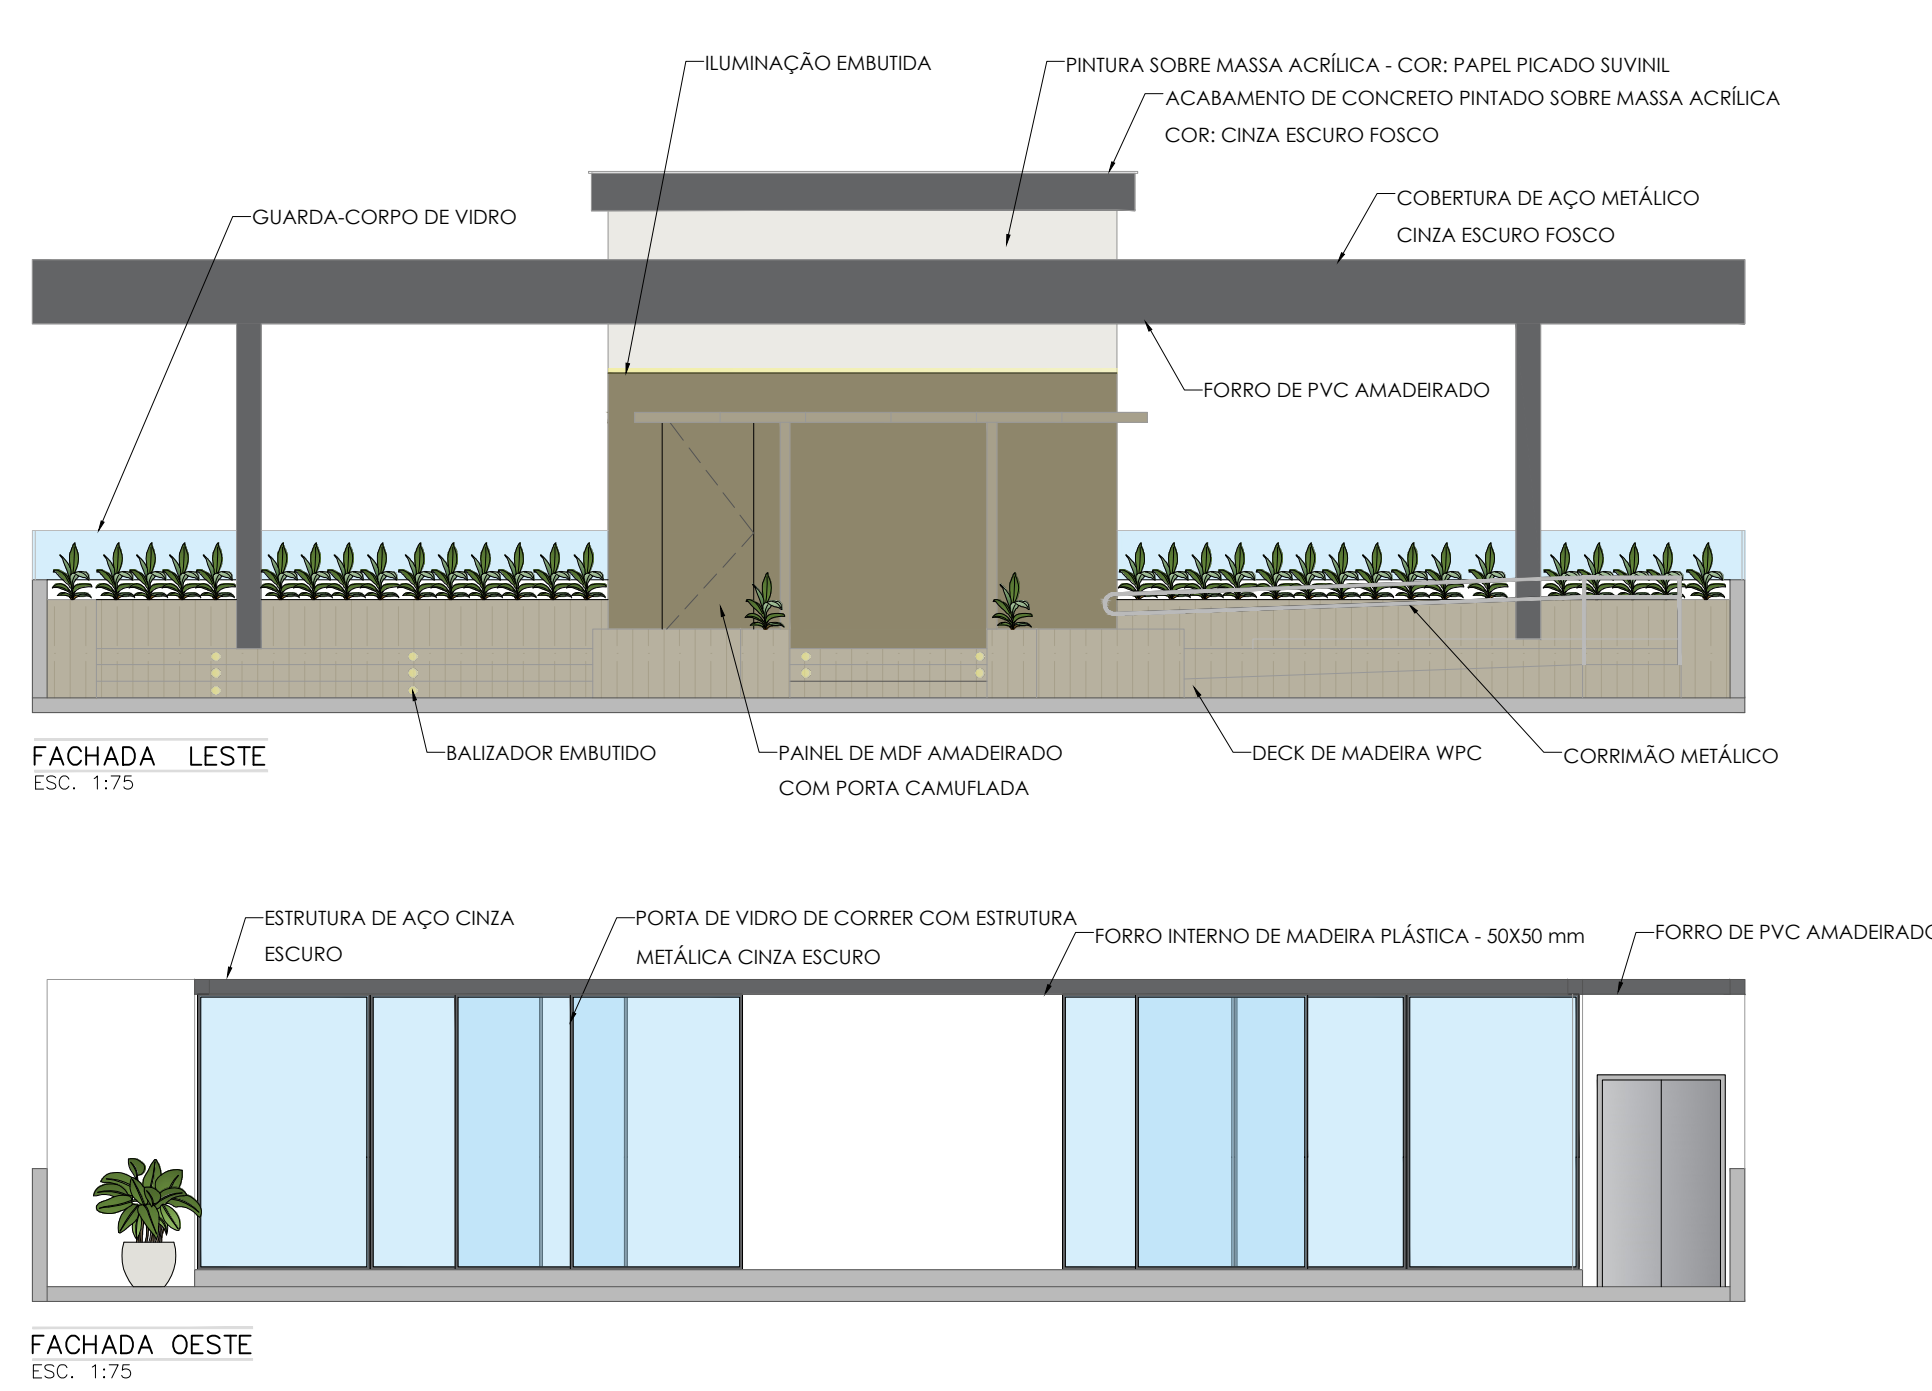 ILUMINAÇÃO EMBUTIDA
PINTURA SOBRE MASSA ACRÍLICA - COR: PAPEL PICADO SUVINIL
ACABAMENTO DE CONCRETO PINTADO SOBRE MASSA ACRÍLICA
COR: CINZA ESCURO FOSCO
COBERTURA DE AÇO METÁLICO
CINZA ESCURO FOSCO
GUARDA-CORPO DE VIDRO
FORRO DE PVC AMADEIRADO
BALIZADOR EMBUTIDO
PAINEL DE MDF AMADEIRADO
COM PORTA CAMUFLADA
DECK DE MADEIRA WPC
CORRIMÃO METÁLICO
FACHADA LESTE
ESC. 1:75
ESTRUTURA DE AÇO CINZA
ESCURO
PORTA DE VIDRO DE CORRER COM ESTRUTURA
METÁLICA CINZA ESCURO
FORRO INTERNO DE MADEIRA PLÁSTICA - 50X50 mm
FORRO DE PVC AMADEIRADO
FACHADA OESTE
ESC. 1:75